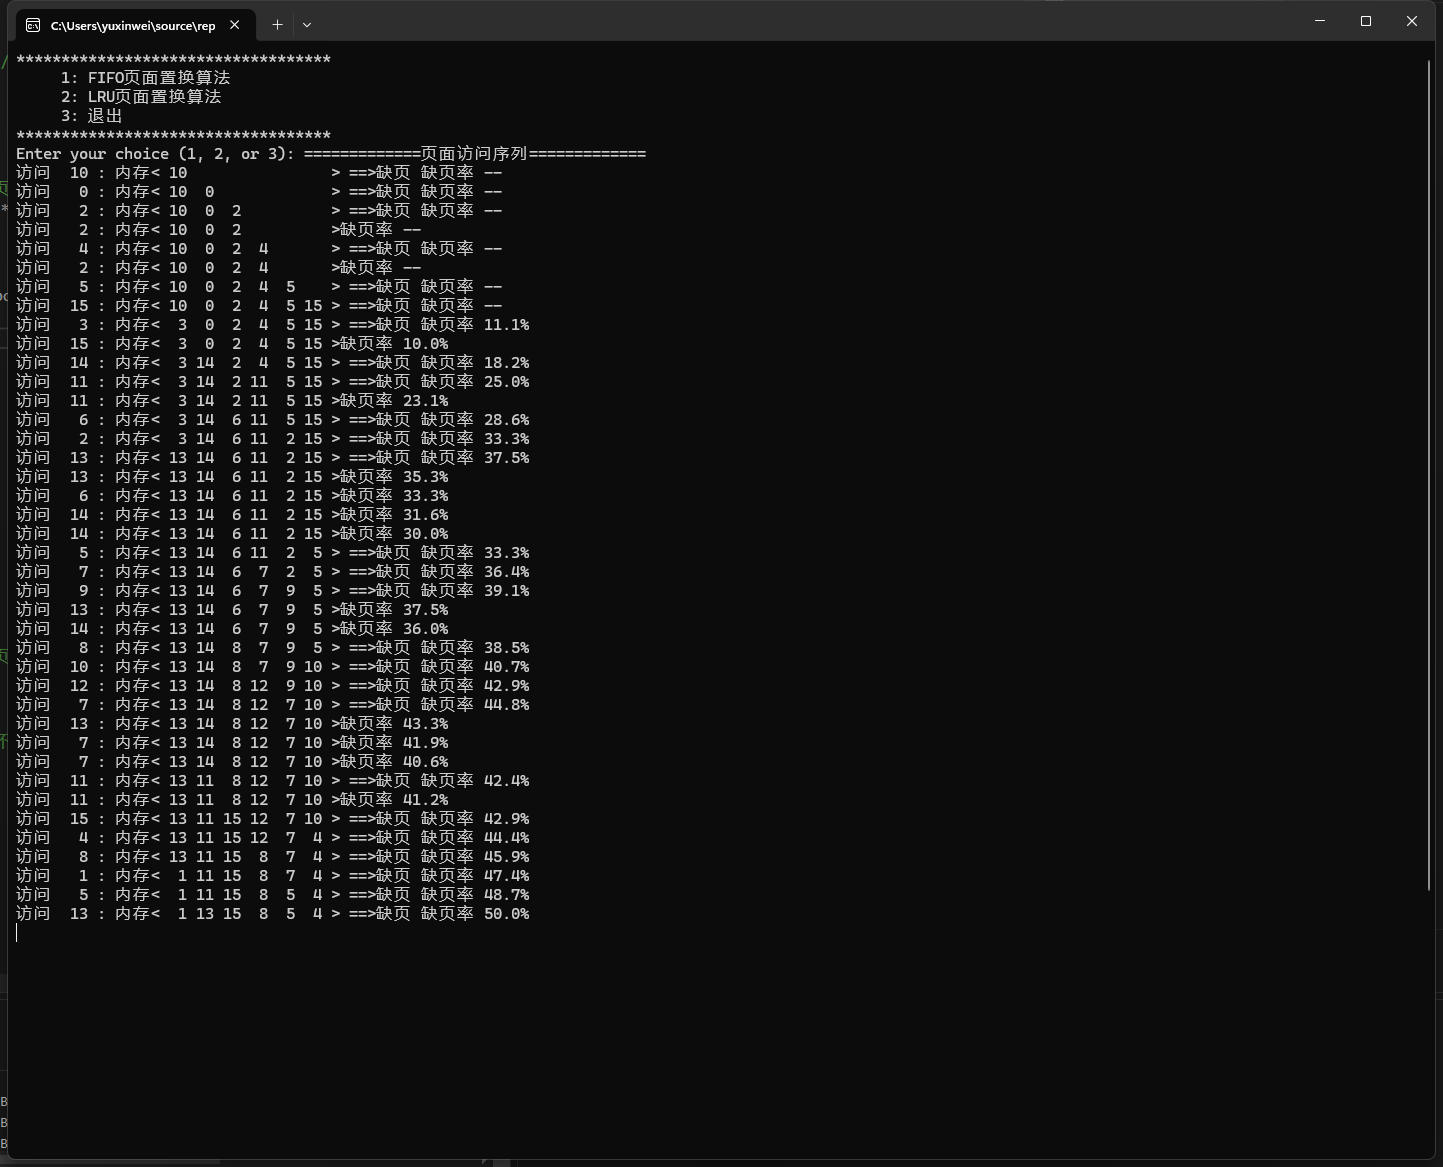 C:\Users\yuxinwei\source\rep
***********************************
     1: FIFO页面置换算法
     2: LRU页面置换算法
     3: 退出
***********************************
Enter your choice (1, 2, or 3): =============页面访问序列=============
访问  10 : 内存< 10                > ==>缺页 缺页率 --
访问   0 : 内存< 10  0             > ==>缺页 缺页率 --
访问   2 : 内存< 10  0  2          > ==>缺页 缺页率 --
访问   2 : 内存< 10  0  2          >缺页率 --
访问   4 : 内存< 10  0  2  4       > ==>缺页 缺页率 --
访问   2 : 内存< 10  0  2  4       >缺页率 --
访问   5 : 内存< 10  0  2  4  5    > ==>缺页 缺页率 --
访问  15 : 内存< 10  0  2  4  5 15 > ==>缺页 缺页率 --
访问   3 : 内存<  3  0  2  4  5 15 > ==>缺页 缺页率 11.1%
访问  15 : 内存<  3  0  2  4  5 15 >缺页率 10.0%
访问  14 : 内存<  3 14  2  4  5 15 > ==>缺页 缺页率 18.2%
访问  11 : 内存<  3 14  2 11  5 15 > ==>缺页 缺页率 25.0%
访问  11 : 内存<  3 14  2 11  5 15 >缺页率 23.1%
访问   6 : 内存<  3 14  6 11  5 15 > ==>缺页 缺页率 28.6%
访问   2 : 内存<  3 14  6 11  2 15 > ==>缺页 缺页率 33.3%
访问  13 : 内存< 13 14  6 11  2 15 > ==>缺页 缺页率 37.5%
访问  13 : 内存< 13 14  6 11  2 15 >缺页率 35.3%
访问   6 : 内存< 13 14  6 11  2 15 >缺页率 33.3%
访问  14 : 内存< 13 14  6 11  2 15 >缺页率 31.6%
访问  14 : 内存< 13 14  6 11  2 15 >缺页率 30.0%
访问   5 : 内存< 13 14  6 11  2  5 > ==>缺页 缺页率 33.3%
访问   7 : 内存< 13 14  6  7  2  5 > ==>缺页 缺页率 36.4%
访问   9 : 内存< 13 14  6  7  9  5 > ==>缺页 缺页率 39.1%
访问  13 : 内存< 13 14  6  7  9  5 >缺页率 37.5%
访问  14 : 内存< 13 14  6  7  9  5 >缺页率 36.0%
访问   8 : 内存< 13 14  8  7  9  5 > ==>缺页 缺页率 38.5%
访问  10 : 内存< 13 14  8  7  9 10 > ==>缺页 缺页率 40.7%
访问  12 : 内存< 13 14  8 12  9 10 > ==>缺页 缺页率 42.9%
访问   7 : 内存< 13 14  8 12  7 10 > ==>缺页 缺页率 44.8%
访问  13 : 内存< 13 14  8 12  7 10 >缺页率 43.3%
访问   7 : 内存< 13 14  8 12  7 10 >缺页率 41.9%
访问   7 : 内存< 13 14  8 12  7 10 >缺页率 40.6%
访问  11 : 内存< 13 11  8 12  7 10 > ==>缺页 缺页率 42.4%
访问  11 : 内存< 13 11  8 12  7 10 >缺页率 41.2%
访问  15 : 内存< 13 11 15 12  7 10 > ==>缺页 缺页率 42.9%
访问   4 : 内存< 13 11 15 12  7  4 > ==>缺页 缺页率 44.4%
访问   8 : 内存< 13 11 15  8  7  4 > ==>缺页 缺页率 45.9%
访问   1 : 内存<  1 11 15  8  7  4 > ==>缺页 缺页率 47.4%
访问   5 : 内存<  1 11 15  8  5  4 > ==>缺页 缺页率 48.7%
访问  13 : 内存<  1 13 15  8  5  4 > ==>缺页 缺页率 50.0%